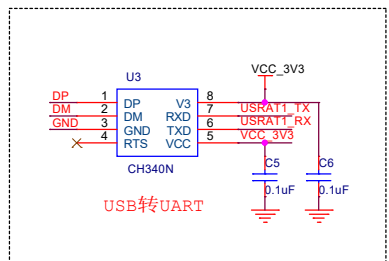 U3
VCC_3V3
DP 1 DP V3 8
DM 2 DM RXD 7 USRAT1_TX
GND 3 GND TXD 6 USRAT1_RX
4 RTS VCC 5 VCC_3V3
CH340N
C5 C6
0.1uF 0.1uF
USB转UART